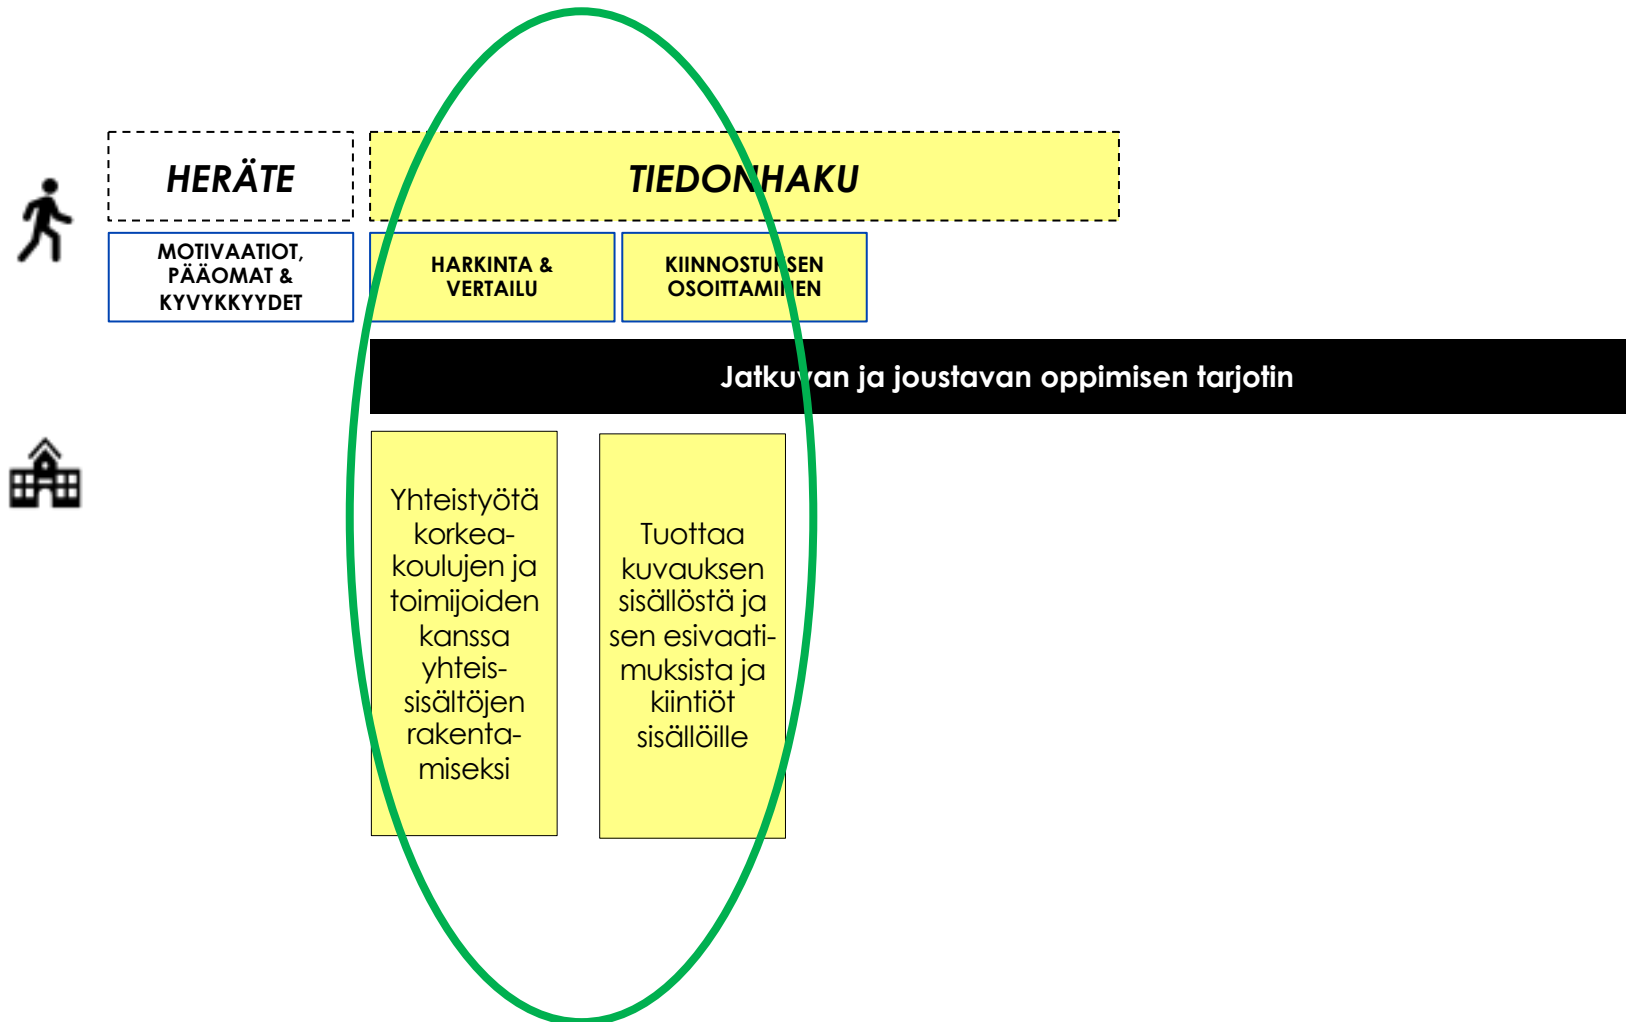 HERÄTE
TIEDONHAKU
MOTIVAATIOT,
PÄÄOMAT &
KYVYKKYYDET
HARKINTA &
VERTAILU
KIINNOSTUKSEN
OSOITTAMINEN
Jatkuvan ja joustavan oppimisen tarjotin
Yhteistyötä
korkea-
koulujen ja
toimijoiden
kanssa
yhteis-
sisältöjen
rakenta-
miseksi
Tuottaa
kuvauksen
sisällöstä ja
sen esivaati-
muksista ja
kiintiöt
sisällöille